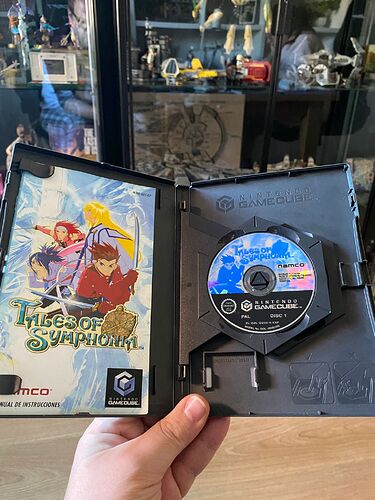 TALES OF
SYMPHONIA
NAMCO
NINTENDO
GAMECUBE
NUAL DE INSTRUCCIONES
NINTENDO
GAMECUBE
TALES OF
SYMPHONIA
namco
NINTENDO
GAMECUBE
PAL DISC 1